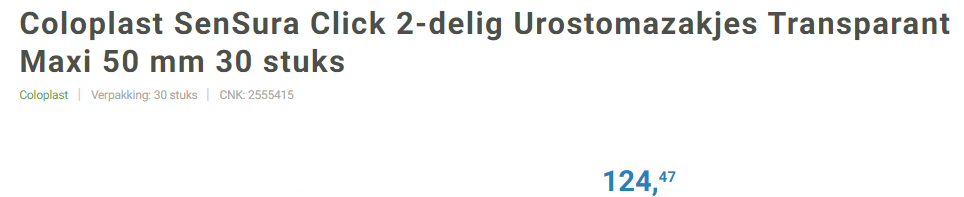 Coloplast SenSura Click 2-delig Urostomazakjes Transparant
Maxi 50 mm 30 stuks
Coloplast | Verpakking: 30 stuks | CNK: 2555415
124,47